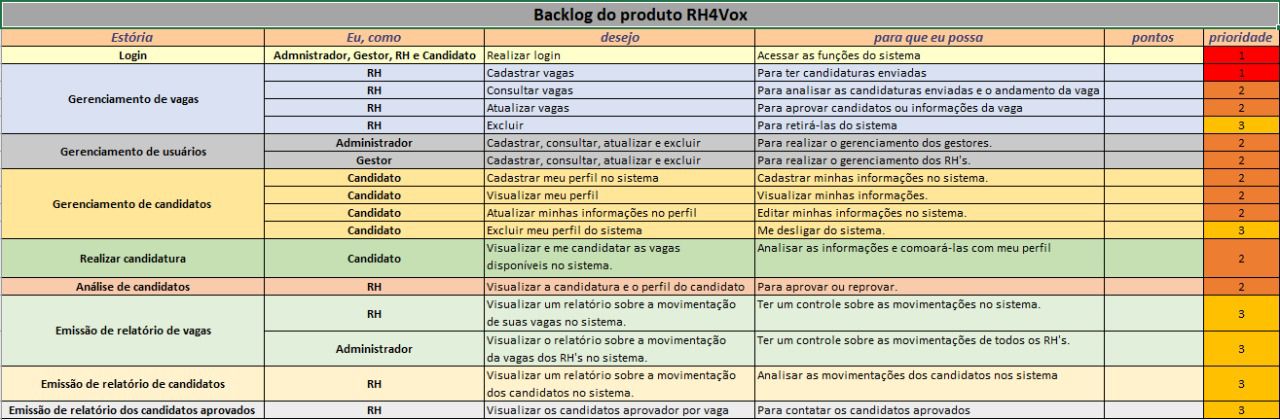 Backlog do produto RH4Vox
Estória Eu, como desejo para que eu possa pontos prioridade
Login Admnistrador, Gestor, RH e Candidato Realizar login Acessar as funções do sistema 1
Gerenciamento de vagas RH Cadastrar vagas Para ter candidaturas enviadas 1
RH Consultar vagas Para analisar as candidaturas enviadas e o andamento da vaga 2
RH Atualizar vagas Para aprovar candidatos ou informações da vaga 2
RH Excluir Para retirá-las do sistema 3
Gerenciamento de usuários Administrador Cadastrar, consultar, atualizar e excluir Para realizar o gerenciamento dos gestores. 2
Gestor Cadastrar, consultar, atualizar e excluir Para realizar o gerenciamento dos RH's. 2
Gerenciamento de candidatos Candidato Cadastrar meu perfil no sistema Cadastrar minhas informações no sistema. 2
Candidato Visualizar meu perfil Visualizar minhas informações. 2
Candidato Atualizar minhas informações no perfil Editar minhas informações no sistema. 2
Candidato Excluir meu perfil do sistema Me desligar do sistema. 3
Realizar candidatura Candidato Visualizar e me candidatar as vagas Analisar as informações e comoará-las com meu perfil 2
disponíveis no sistema.
Análise de candidatos RH Visualizar a candidatura e o perfil do candidato Para aprovar ou reprovar. 2
Emissão de relatório de vagas RH Visualizar um relatório sobre a movimentação Ter um controle sobre as movimentações no sistema. 3
de suas vagas no sistema.
Administrador Visualizar o relatório sobre a movimentação Ter um controle sobre as movimentações de todos os RH's. 3
da vagas dos RH's no sistema.
Emissão de relatório de candidatos RH Visualizar um relatório sobre a movimentação Analisar as movimentações dos candidatos nos sistema 3
dos candidatos no sistema.
Emissão de relatório dos candidatos aprovados RH Visualizar os candidatos aprovador por vaga Para contatar os candidatos aprovados 3